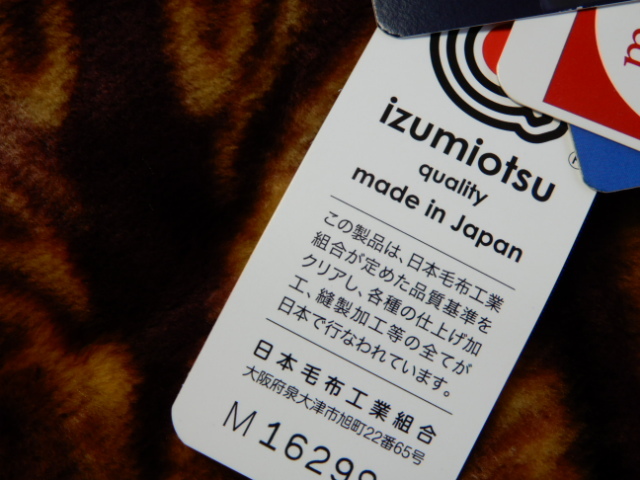 izumiotsu
quality
made in Japan
この製品は、日本毛布工業
組合が定めた品質基準を
クリアし、各種の仕上げ加
工、縫製加工等の全てが
日本で行なわれています。
日本毛布工業組合
大阪府泉大津市旭町22番65号
M 16299
m